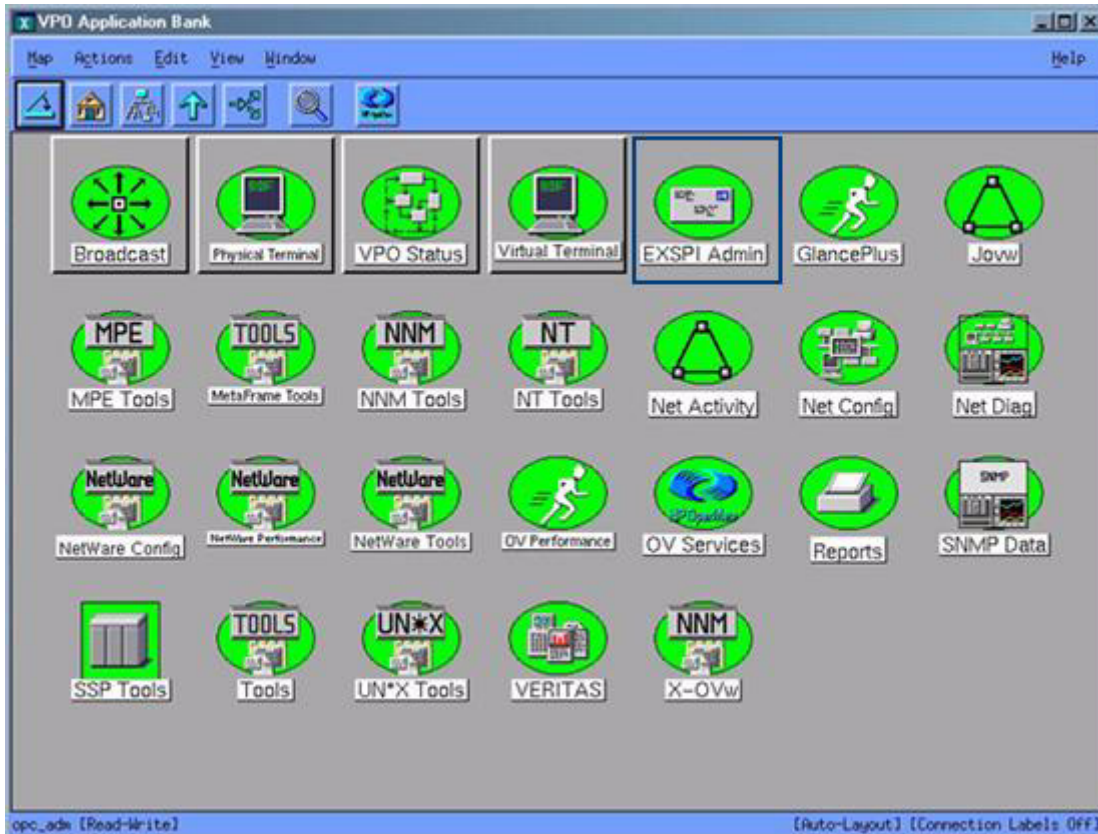 VPO Application Bank
Map Actions Edit View Window Help
Broadcast Physical Terminal VPO Status Virtual Terminal EXSPI Admin GlancePlus Jovw
MPE TOOLS NNM NT
MPE Tools MetaFrame Tools NNM Tools NT Tools Net Activity Net Config Net Diag
NetWare NetWare NetWare SNMP
NetWare Config NetWare Performance NetWare Tools OV Performance OV Services Reports SNMP Data
TOOLS UN*X NNM
SSP Tools Tools UN*X Tools VERITAS X-OVw
opc_adm [Read-Write] [Auto-Layout] [Connection Labels Off]